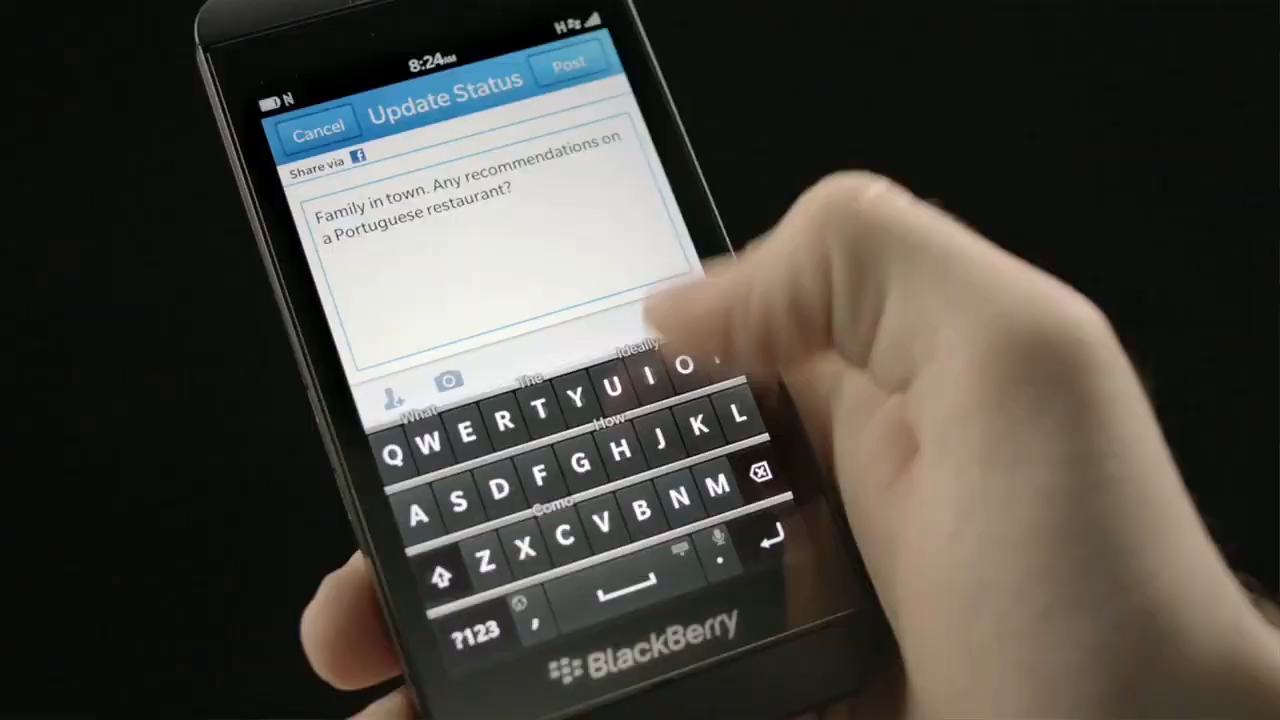 8:24AM
Cancel Update Status Post
Share via f
Family in town. Any recommendations on
a Portuguese restaurant?
What The Ideally
Q W E R T Y U I O
How
A S D F G H J K L
Como
Z X C V B N M
?123 , .
BlackBerry